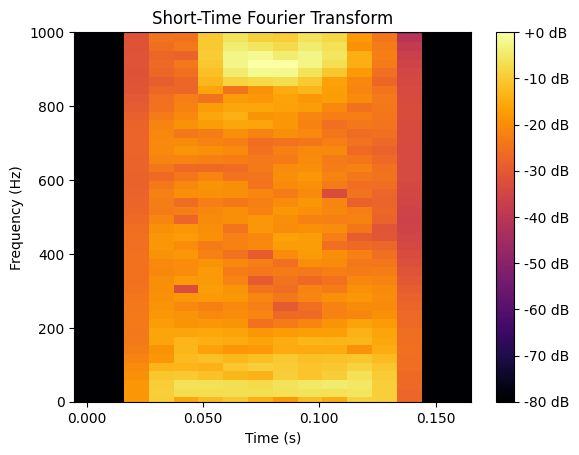 Short-Time Fourier Transform
1000
800
600
400
200
0
Frequency (Hz)
0.000
0.050
0.100
0.150
Time (s)
+0 dB
-10 dB
-20 dB
-30 dB
-40 dB
-50 dB
-60 dB
-70 dB
-80 dB